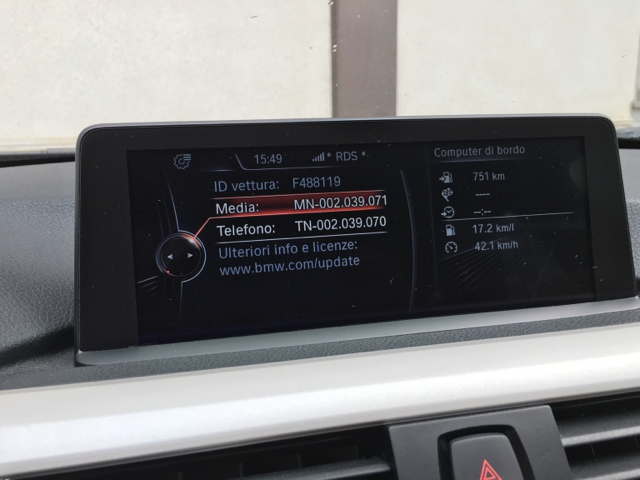 15:49 * RDS *
ID vettura: F488119
Media: MN-002.039.071
Telefono: TN-002.039.070
Ulteriori info e licenze:
www.bmw.com/update
Computer di bordo
751 km
----
--:--
17.2 km/l
42.1 km/h